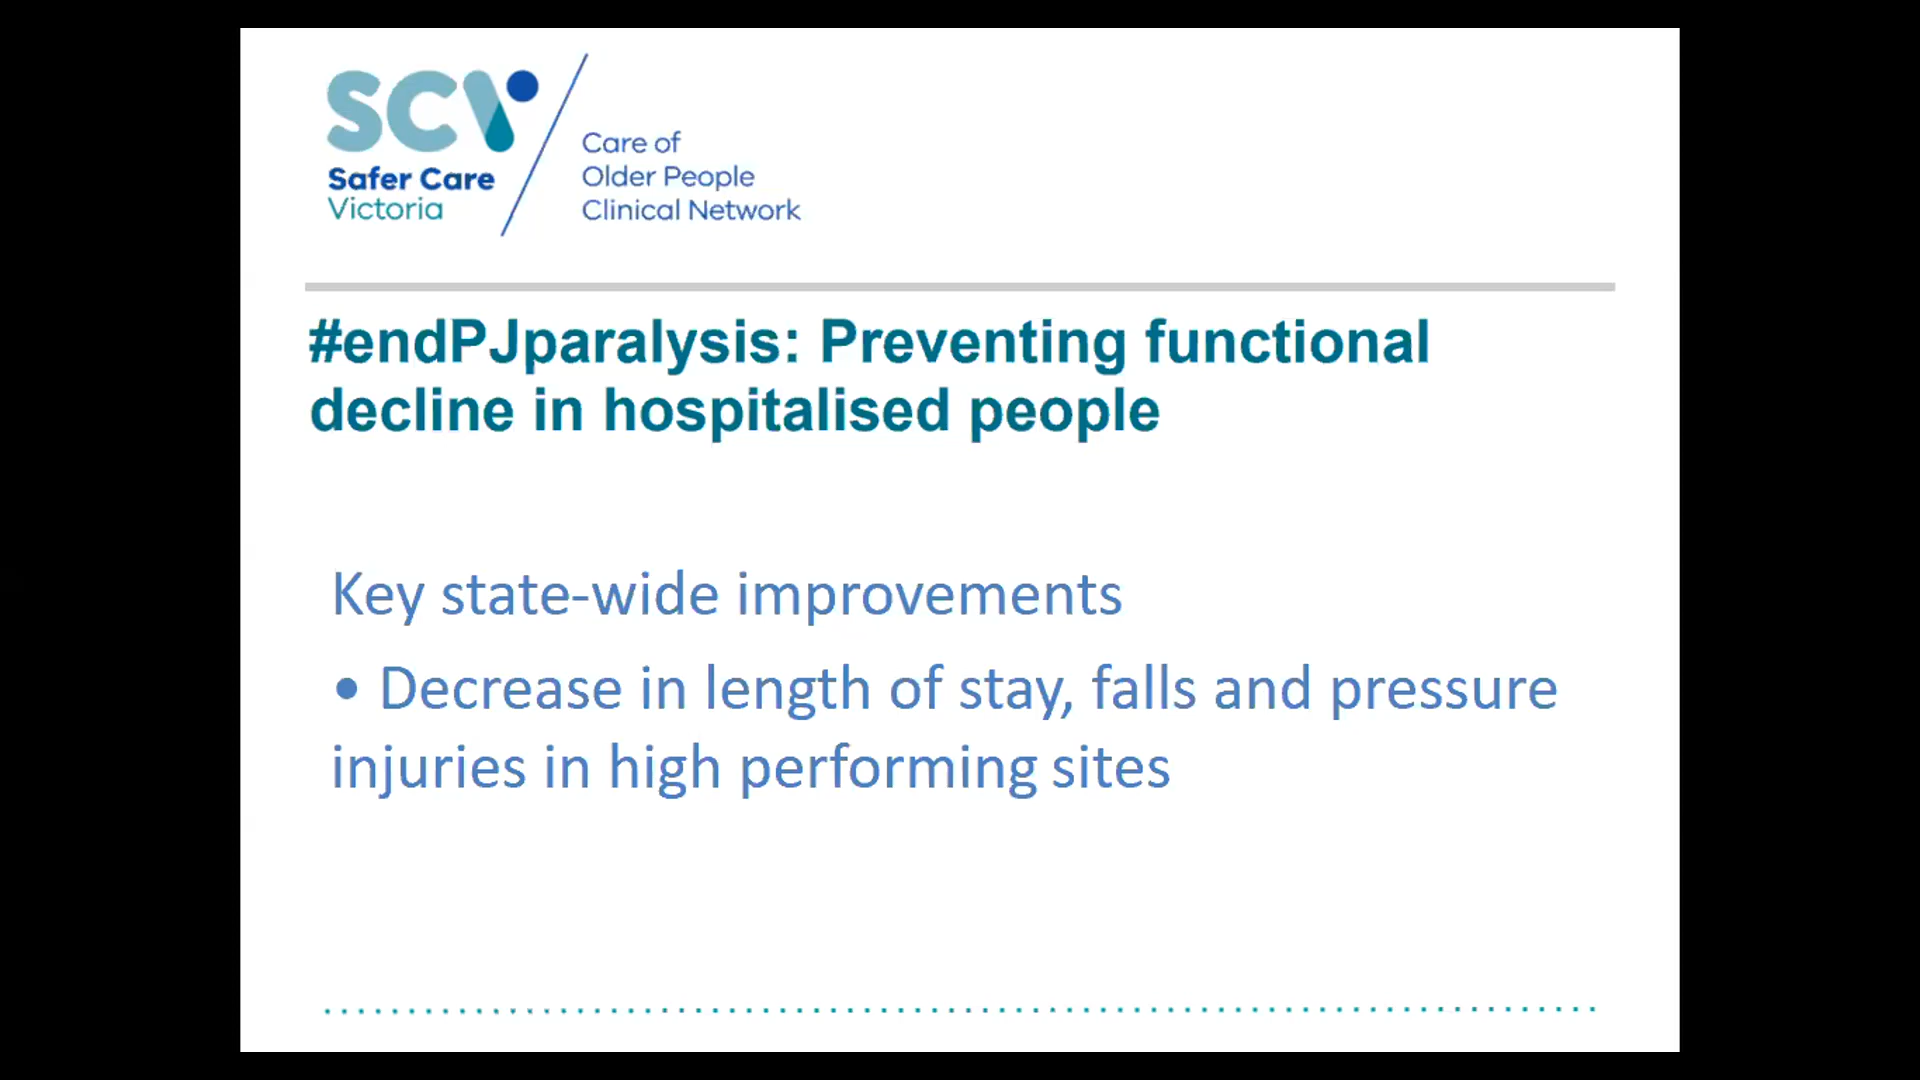 SCV
Safer Care
Victoria
Care of
Older People
Clinical Network
#endPJparalysis: Preventing functional
decline in hospitalised people
Key state-wide improvements
• Decrease in length of stay, falls and pressure
injuries in high performing sites